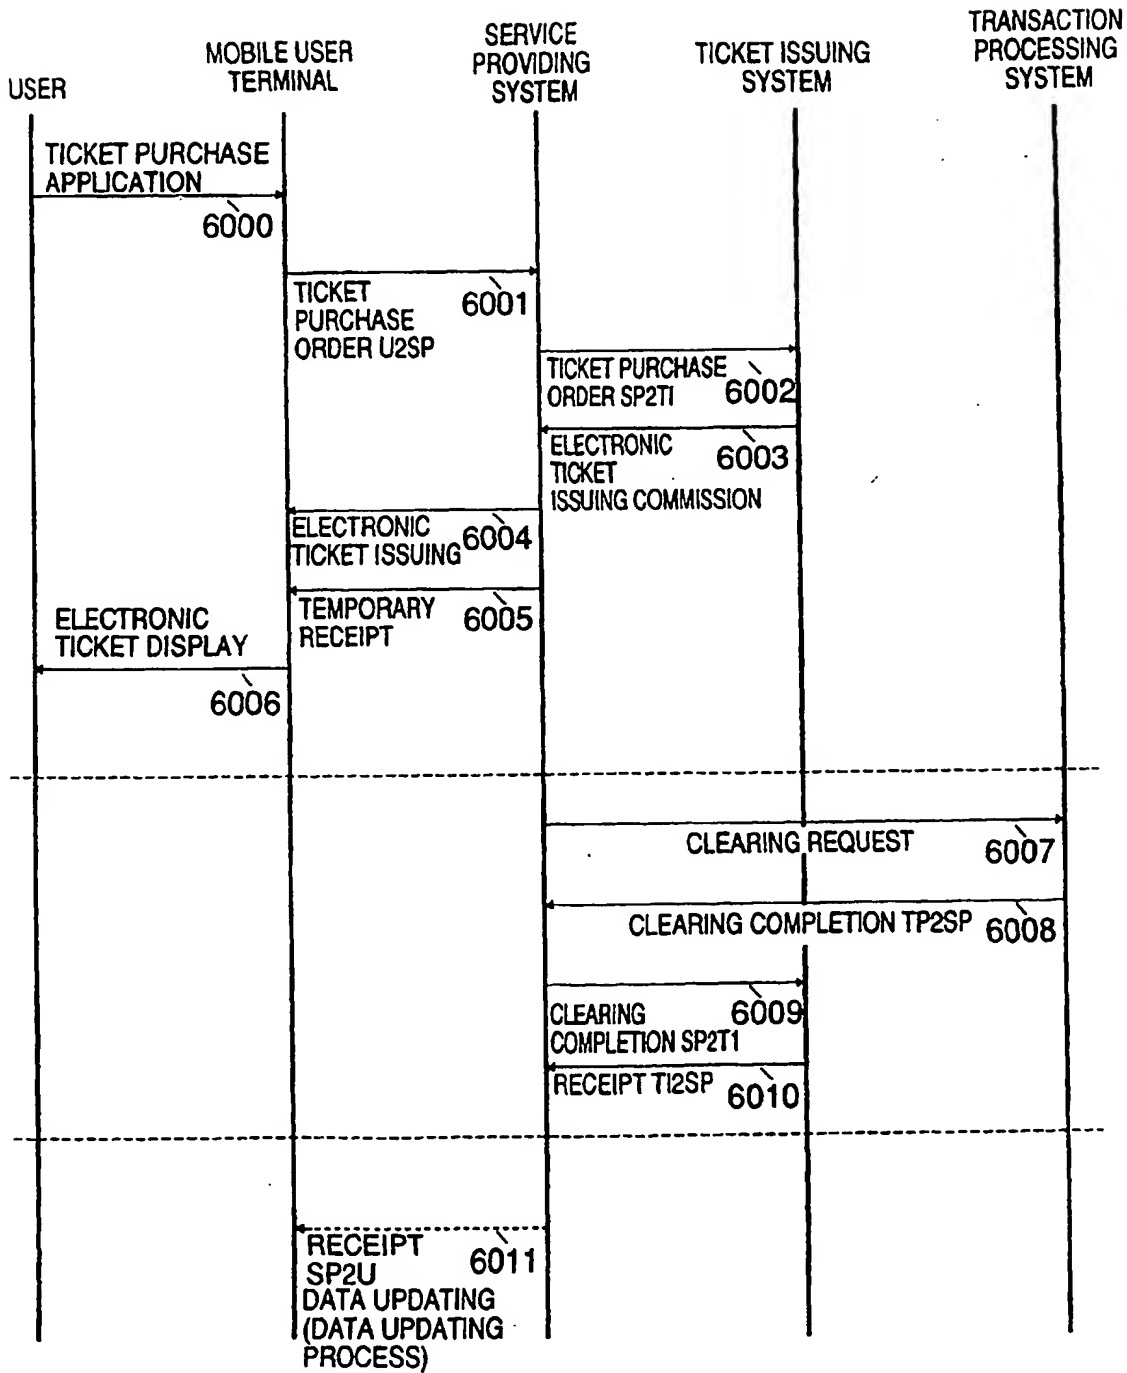 USER
MOBILE USER
TERMINAL
SERVICE
PROVIDING
SYSTEM
TICKET ISSUING
SYSTEM
TRANSACTION
PROCESSING
SYSTEM
TICKET PURCHASE
APPLICATION
6000
TICKET
PURCHASE
ORDER U2SP
6001
TICKET PURCHASE
ORDER SP2TI
6002
ELECTRONIC
TICKET
ISSUING COMMISSION
6003
ELECTRONIC
TICKET ISSUING
6004
TEMPORARY
RECEIPT
6005
ELECTRONIC
TICKET DISPLAY
6006
CLEARING REQUEST
6007
CLEARING COMPLETION TP2SP
6008
CLEARING
COMPLETION SP2T1
6009
RECEIPT TI2SP
6010
RECEIPT
SP2U
DATA UPDATING
(DATA UPDATING
PROCESS)
6011